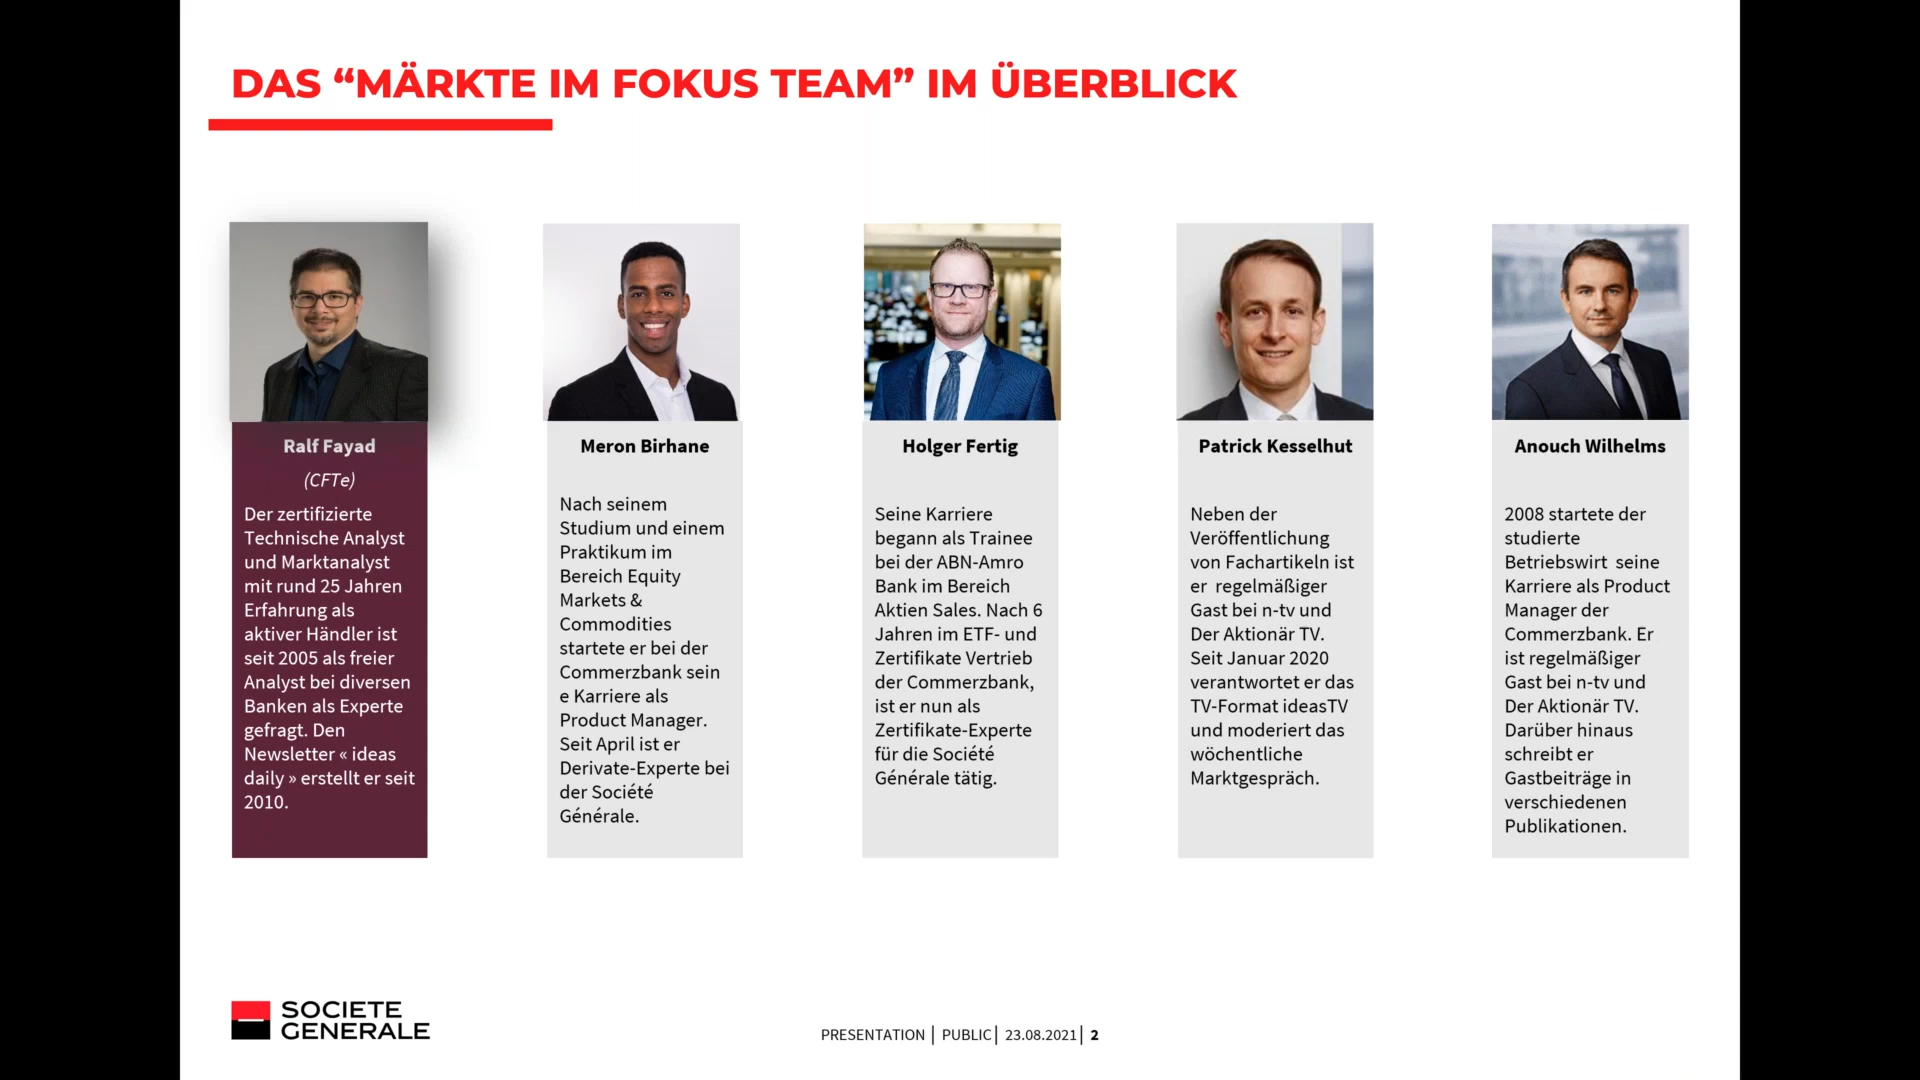 DAS “MÄRKTE IM FOKUS TEAM” IM ÜBERBLICK
Ralf Fayad
(CFTe)
Der zertifizierte
Technische Analyst
und Marktanalyst
mit rund 25 Jahren
Erfahrung als
aktiver Händler ist
seit 2005 als freier
Analyst bei diversen
Banken als Experte
gefragt. Den
Newsletter « ideas
daily » erstellt er seit
2010.
Meron Birhane
Nach seinem
Studium und einem
Praktikum im
Bereich Equity
Markets &
Commodities
startete er bei der
Commerzbank sein
e Karriere als
Product Manager.
Seit April ist er
Derivate-Experte bei
der Société
Générale.
Holger Fertig
Seine Karriere
begann als Trainee
bei der ABN-Amro
Bank im Bereich
Aktien Sales. Nach 6
Jahren im ETF- und
Zertifikate Vertrieb
der Commerzbank,
ist er nun als
Zertifikate-Experte
für die Société
Générale tätig.
Patrick Kesselhut
Neben der
Veröffentlichung
von Fachartikeln ist
er  regelmäßiger
Gast bei n-tv und
Der Aktionär TV.
Seit Januar 2020
verantwortet er das
TV-Format ideasTV
und moderiert das
wöchentliche
Marktgespräch.
Anouch Wilhelms
2008 startete der
studierte
Betriebswirt  seine
Karriere als Product
Manager der
Commerzbank. Er
ist regelmäßiger
Gast bei n-tv und
Der Aktionär TV.
Darüber hinaus
schreibt er
Gastbeiträge in
verschiedenen
Publikationen.
SOCIETE
GENERALE
PRESENTATION | PUBLIC | 23.08.2021 | 2